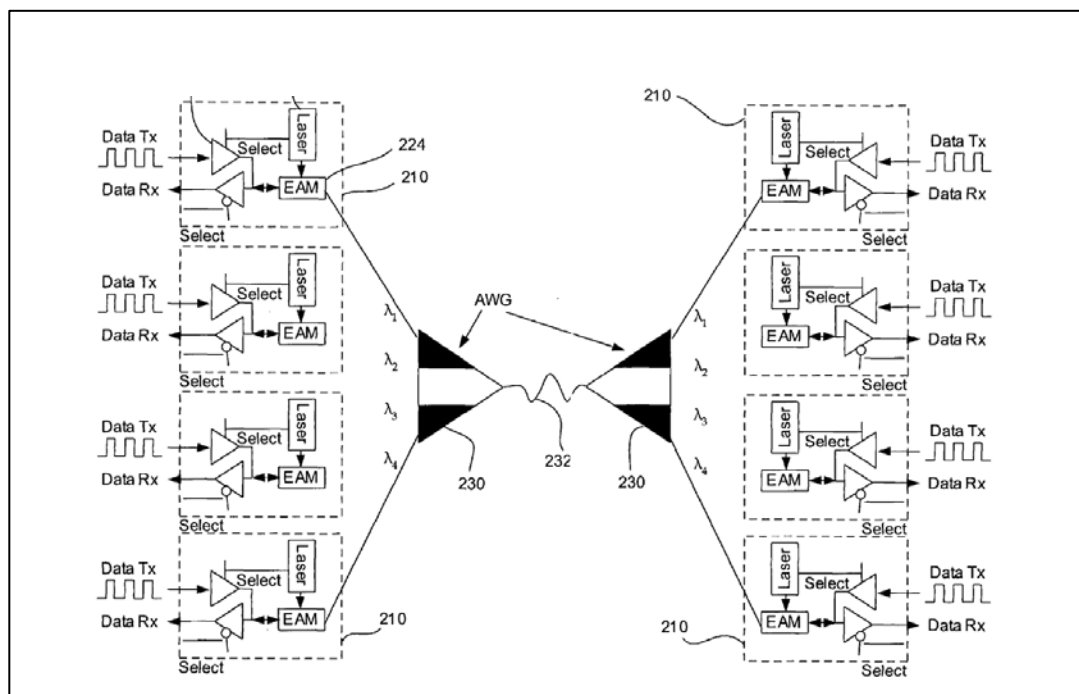 210
Laser
Data Tx
Select
224
210
Data Rx
EAM
Select
Laser
Select
Data Tx
EAM
Data Rx
Select
Data Tx
Laser
Select
Data Rx
EAM
Select
AWG
λ1
λ2
λ3
λ4
230
232
230
λ1
λ2
λ3
λ4
Laser
Select
Data Tx
EAM
Data Rx
Select
Data Tx
Laser
Select
Data Rx
EAM
Select
Laser
Select
Data Tx
EAM
Data Rx
Select
Data Tx
Laser
Select
Data Rx
EAM
210
Select
210
Laser
Select
Data Tx
EAM
Data Rx
Select